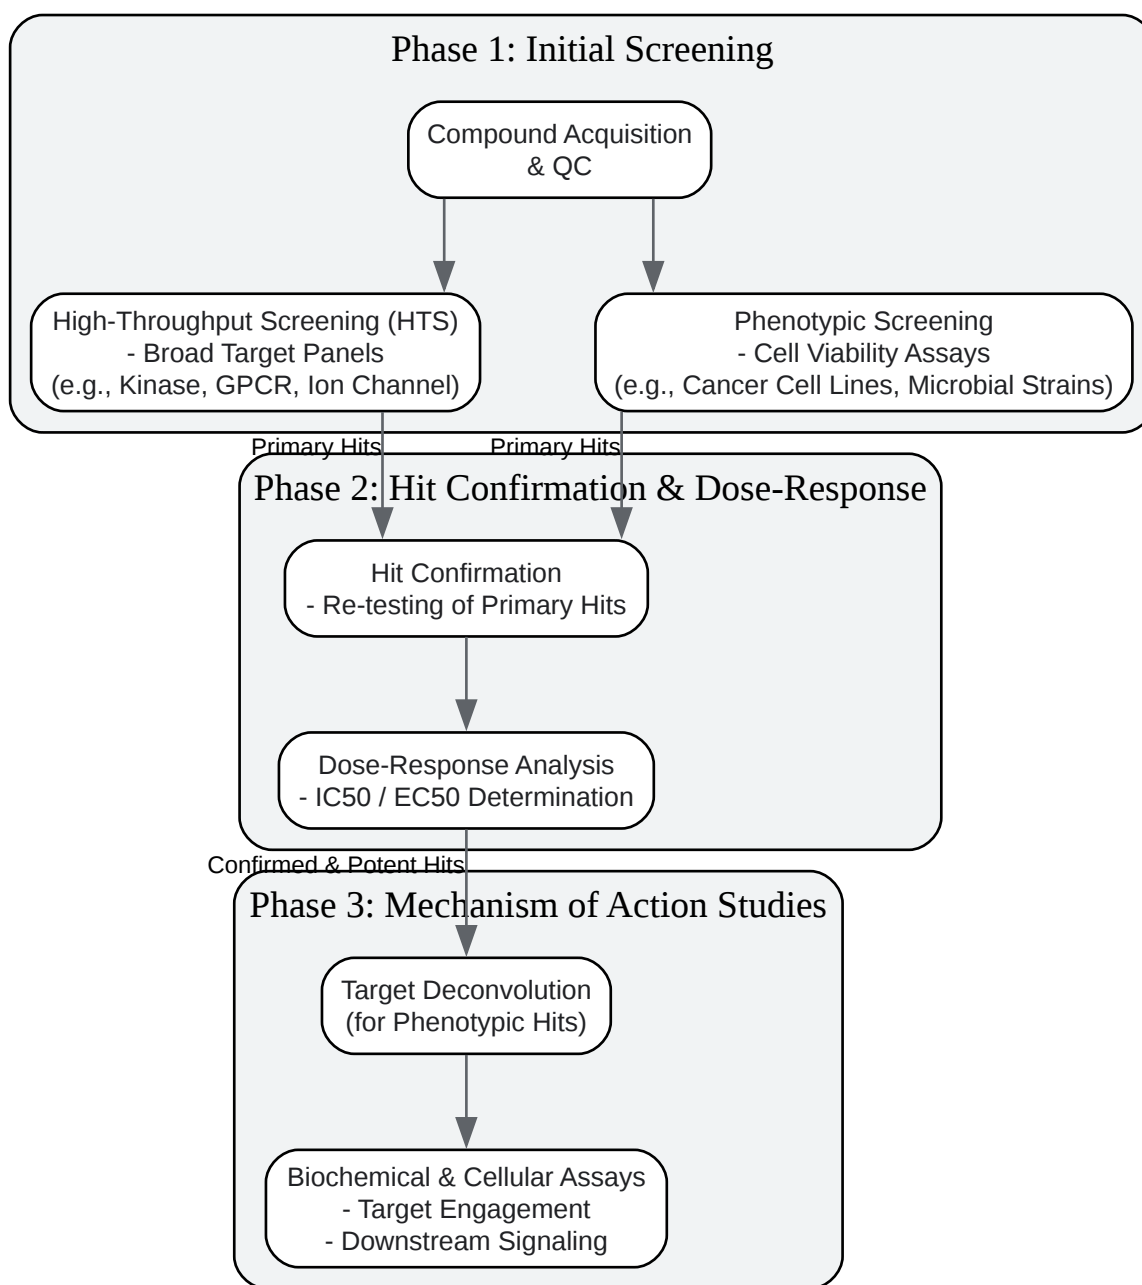 Phase 1: Initial Screening
Compound Acquisition
& QC
High-Throughput Screening (HTS)
- Broad Target Panels
(e.g., Kinase, GPCR, Ion Channel)
Phenotypic Screening
- Cell Viability Assays
(e.g., Cancer Cell Lines, Microbial Strains)
Primary Hits
Primary Hits
Phase 2: Hit Confirmation & Dose-Response
Hit Confirmation
- Re-testing of Primary Hits
Dose-Response Analysis
- IC50 / EC50 Determination
Confirmed & Potent Hits
Phase 3: Mechanism of Action Studies
Target Deconvolution
(for Phenotypic Hits)
Biochemical & Cellular Assays
- Target Engagement
- Downstream Signaling